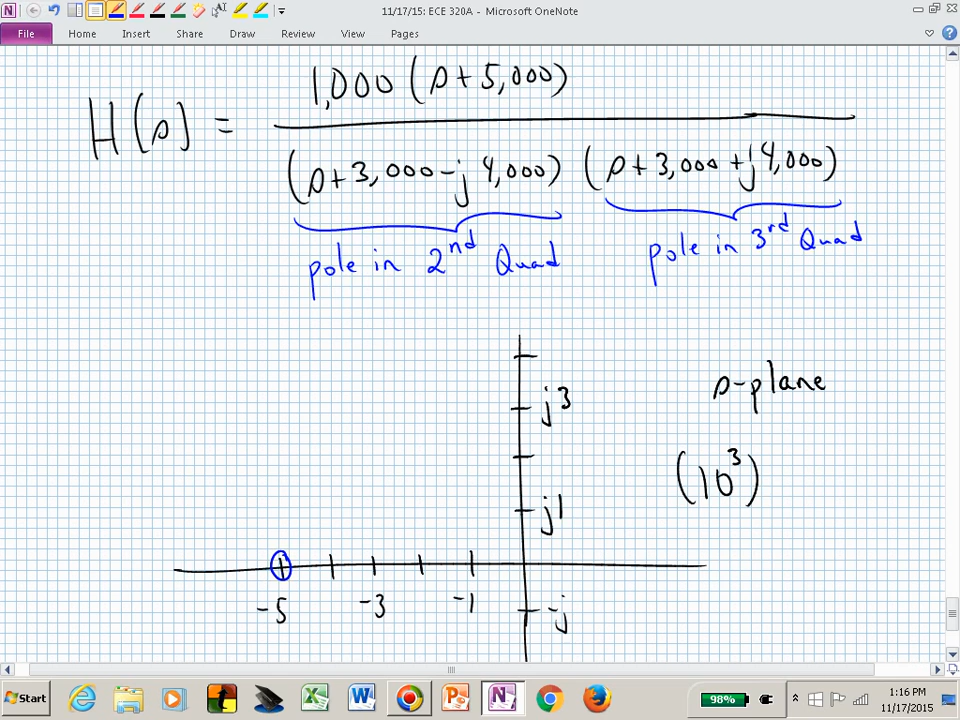 11/17/15: ECE 320A - Microsoft OneNote
File Home Insert Share Draw Review View Pages
1,000 (s+5,000)
H(s) =
(s+3,000-j4,000) (s+3,000+j4,000)
pole in 2nd Quad pole in 3rd Quad
s-plane
j3
(10^3)
j1
-5 -3 -1 -j
Start 98% 1:16 PM
11/17/2015